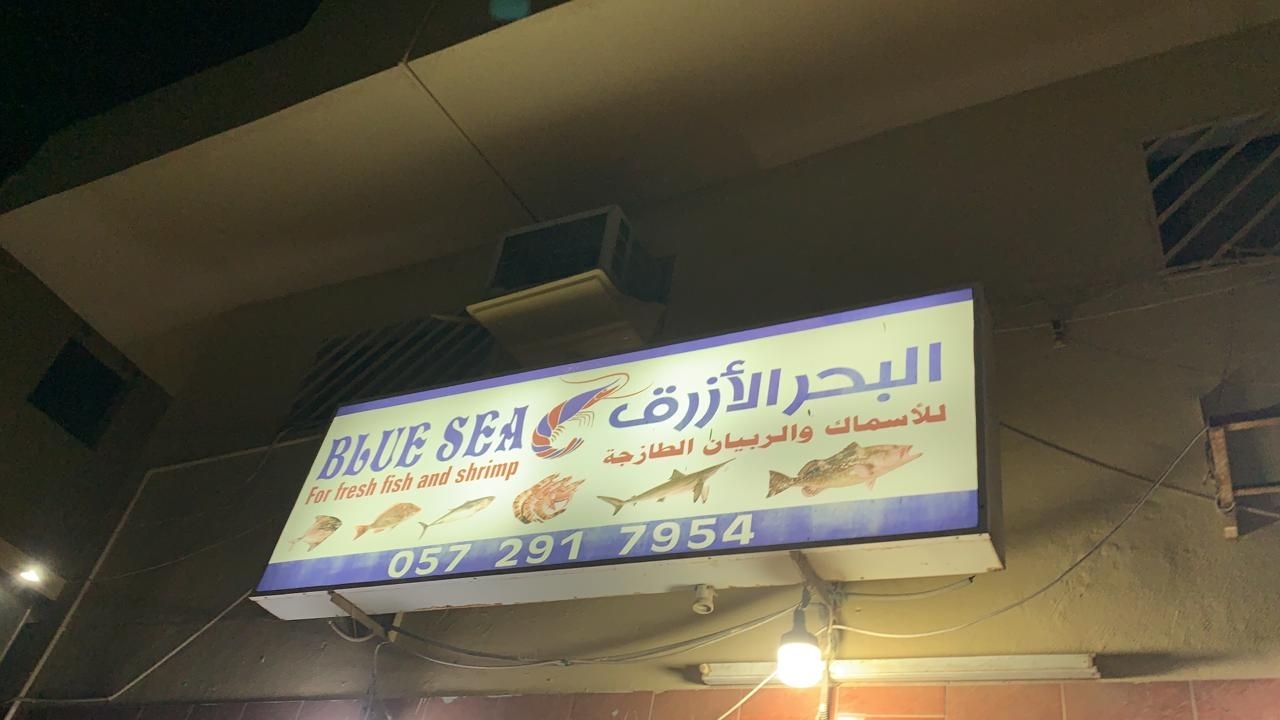 البحر الأزرق
للأسماك والربيان الطازجة
BLUE SEA
For fresh fish and shrimp
057 291 7954